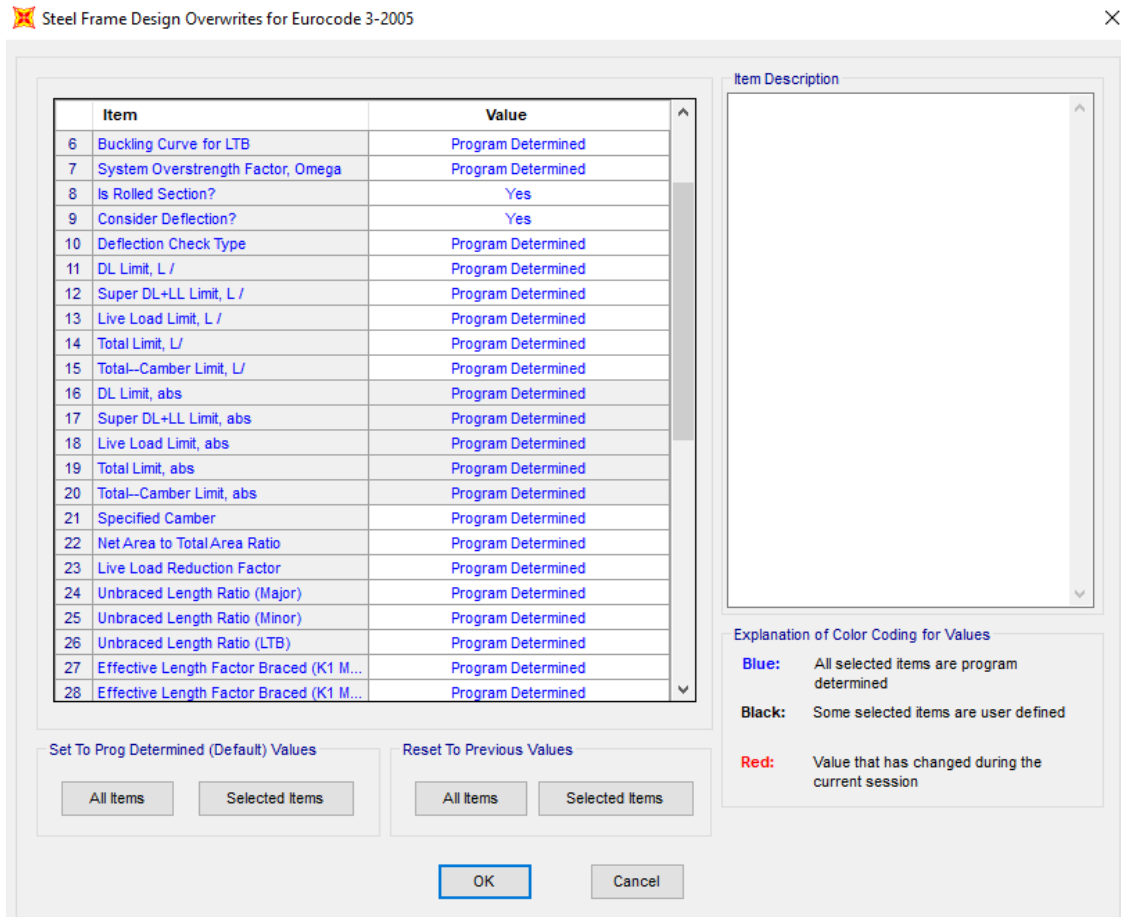 Steel Frame Design Overwrites for Eurocode 3-2005
Item Value
6 Buckling Curve for LTB Program Determined
7 System Overstrength Factor, Omega Program Determined
8 Is Rolled Section? Yes
9 Consider Deflection? Yes
10 Deflection Check Type Program Determined
11 DL Limit, L / Program Determined
12 Super DL+LL Limit, L / Program Determined
13 Live Load Limit, L / Program Determined
14 Total Limit, L/ Program Determined
15 Total--Camber Limit, L/ Program Determined
16 DL Limit, abs Program Determined
17 Super DL+LL Limit, abs Program Determined
18 Live Load Limit, abs Program Determined
19 Total Limit, abs Program Determined
20 Total--Camber Limit, abs Program Determined
21 Specified Camber Program Determined
22 Net Area to Total Area Ratio Program Determined
23 Live Load Reduction Factor Program Determined
24 Unbraced Length Ratio (Major) Program Determined
25 Unbraced Length Ratio (Minor) Program Determined
26 Unbraced Length Ratio (LTB) Program Determined
27 Effective Length Factor Braced (K1 M... Program Determined
28 Effective Length Factor Braced (K1 M... Program Determined
Set To Prog Determined (Default) Values
All Items Selected Items
Reset To Previous Values
All Items Selected Items
Item Description
Explanation of Color Coding for Values
Blue: All selected items are program
determined
Black: Some selected items are user defined
Red: Value that has changed during the
current session
OK Cancel